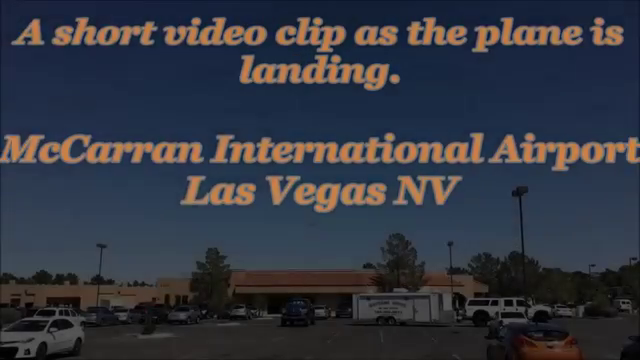 A short video clip as the plane is
landing.
McCarran International Airport
Las Vegas NV